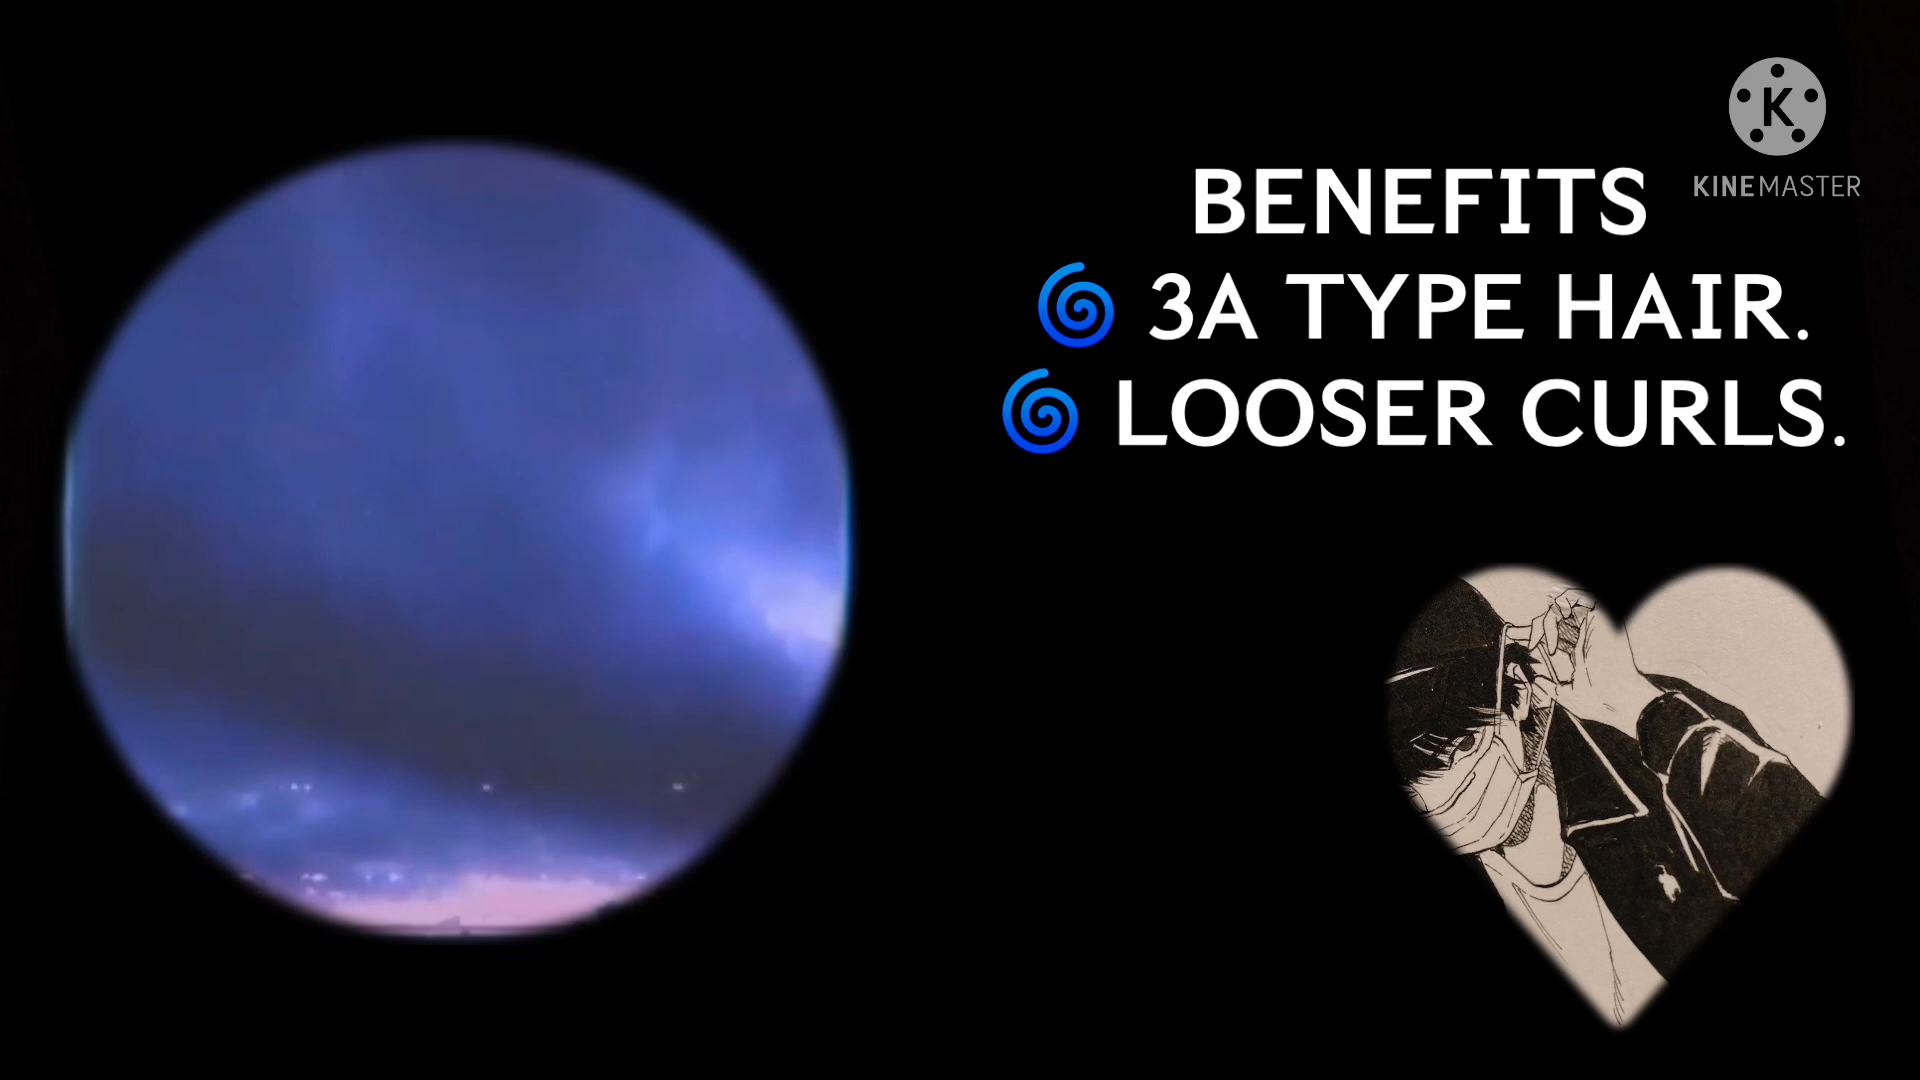 BENEFITS
🌀 3A TYPE HAIR.
🌀 LOOSER CURLS.
K
KINEMASTER